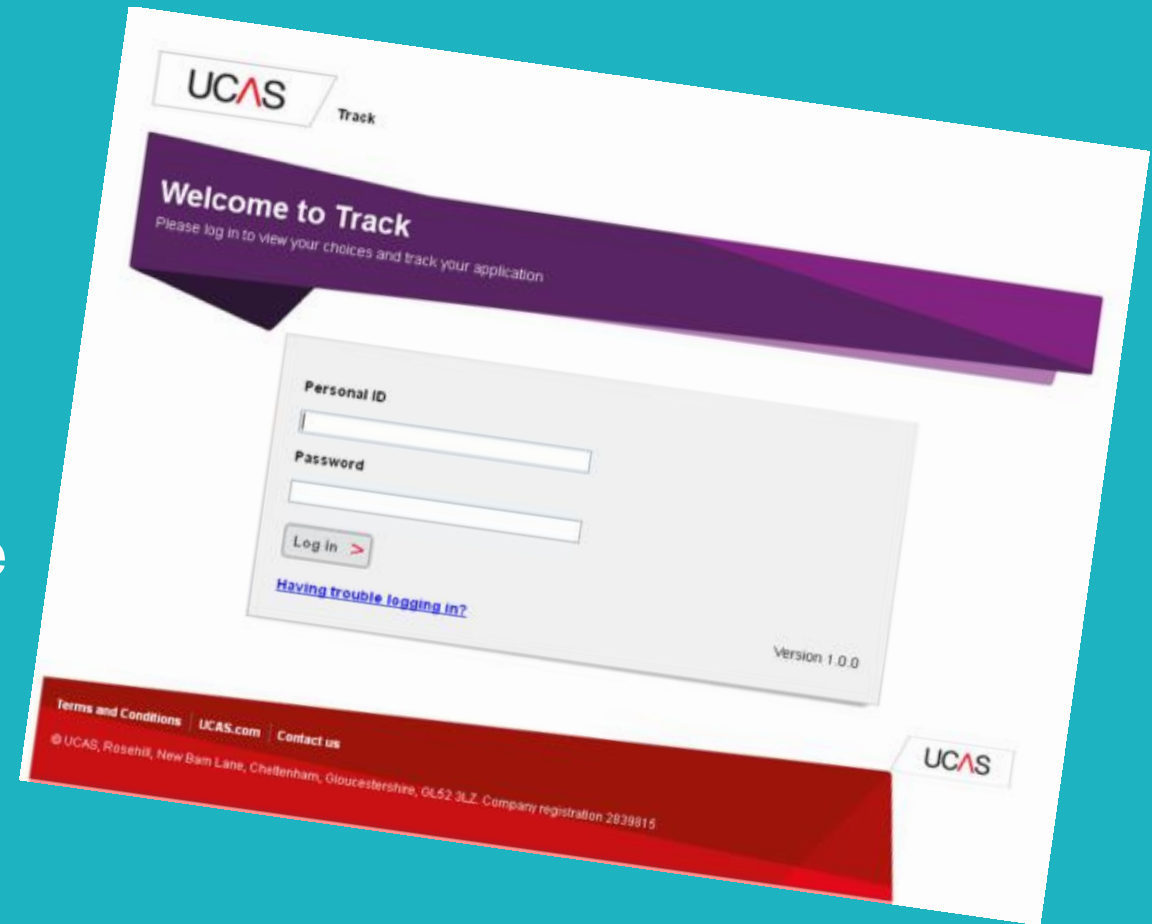 UCAS
Track
Welcome to Track
Please log in to view your choices and track your application
Personal ID
Password
Log in >
Having trouble logging in?
Version 1.0.0
Terms and Conditions | UCAS.com | Contact us
© UCAS, Rosehill, New Barn Lane, Cheltenham, Gloucestershire, GL52 3LZ. Company registration 2839815
UCAS